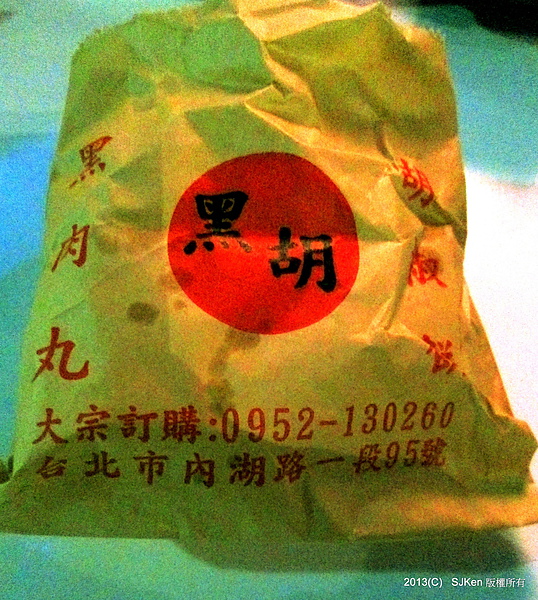 黑肉丸
黑胡
胡椒餅
大宗訂購:0952-130260
台北市內湖路一段95號
2013(C) SJKen 版權所有